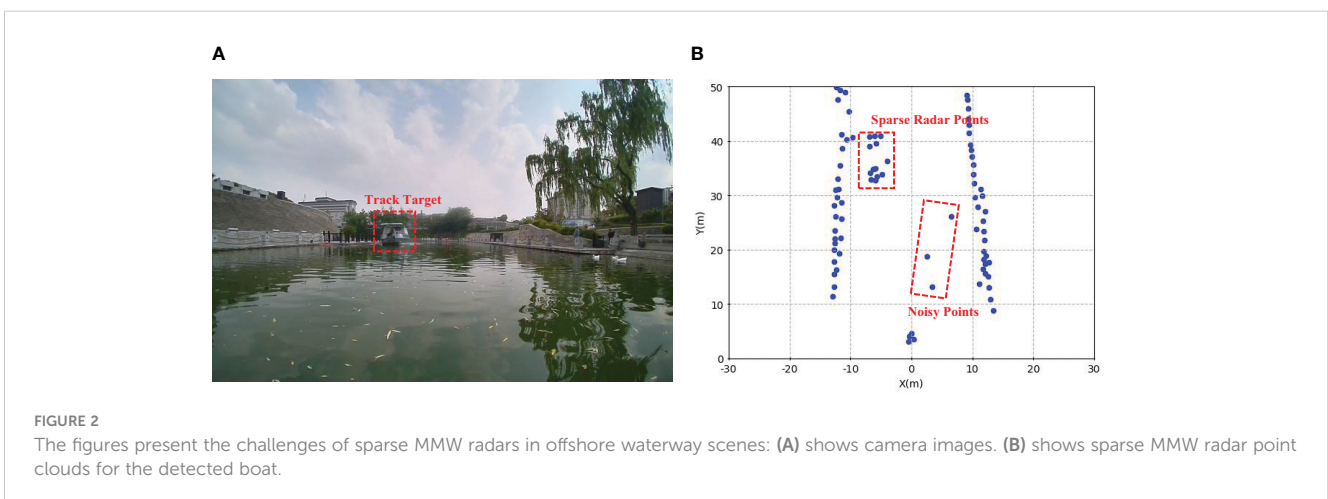 A
B
Track Target
Sparse Radar Points
Noisy Points
50
40
30
20
10
0
Y(m)
-30
-20
-10
0
10
20
30
X(m)
FIGURE 2
The figures present the challenges of sparse MMW radars in offshore waterway scenes: (A) shows camera images. (B) shows sparse MMW radar point
clouds for the detected boat.